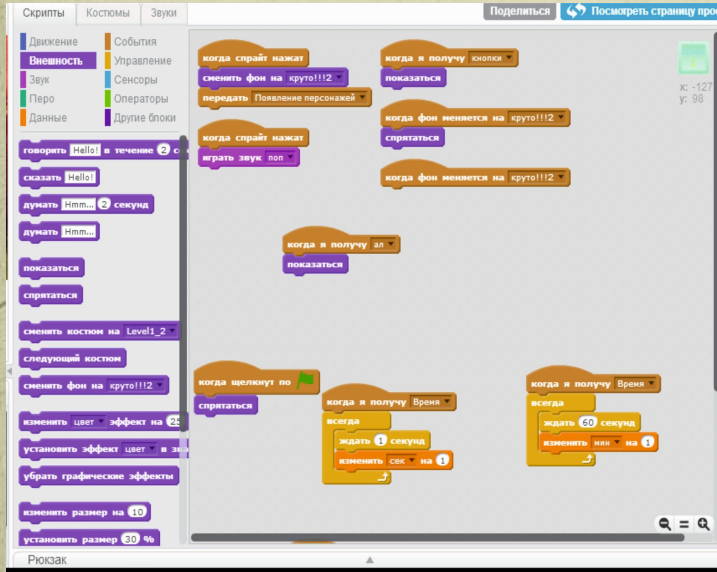 Скрипты Костюмы Звуки Поделиться Посмотреть страницу про
Движение События
Внешность Управление
Звук Сенсоры
Перо Операторы
Данные Другие блоки
говорить Hello! в течение 2 се
сказать Hello!
думать Hmm... 2 секунд
думать Hmm...
показаться
спрятаться
сменить костюм на Level1_2
следующий костюм
сменить фон на круто!!!2
изменить цвет эффект на 25
установить эффект цвет в зна
убрать графические эффекты
изменить размер на 10
установить размер 30 %
когда спрайт нажат
сменить фон на круто!!!2
передать Появление персонажей
когда спрайт нажат
играть звук поп
когда я получу кнопки
показаться
когда фон меняется на круто!!!2
спрятаться
когда фон меняется на круто!!!2
x: -127
y: 98
когда я получу ал
показаться
когда щелкнут по
спрятаться
когда я получу Время
всегда
ждать 1 секунд
изменить сек на 1
когда я получу Время
всегда
ждать 60 секунд
изменить мин на 1
Рюкзак